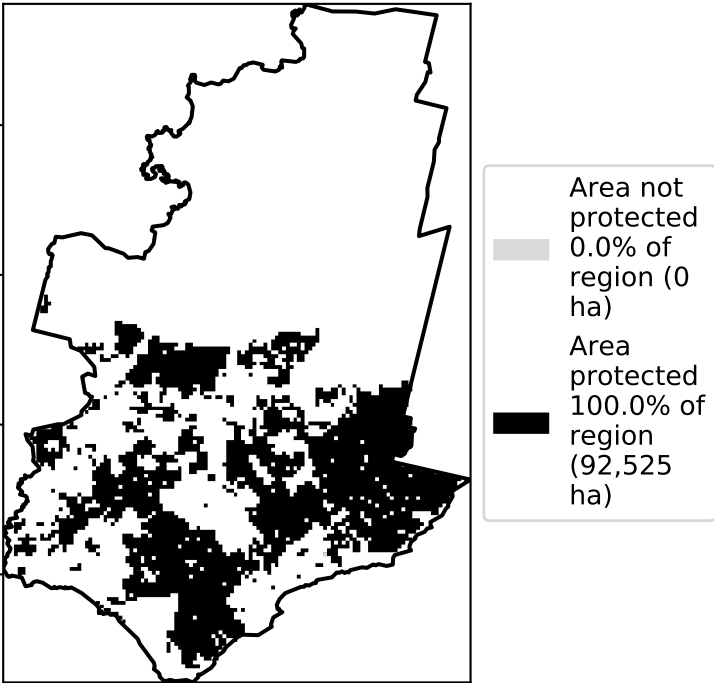 Area not
protected
0.0% of
region (0
ha)
Area
protected
100.0% of
region
(92,525
ha)